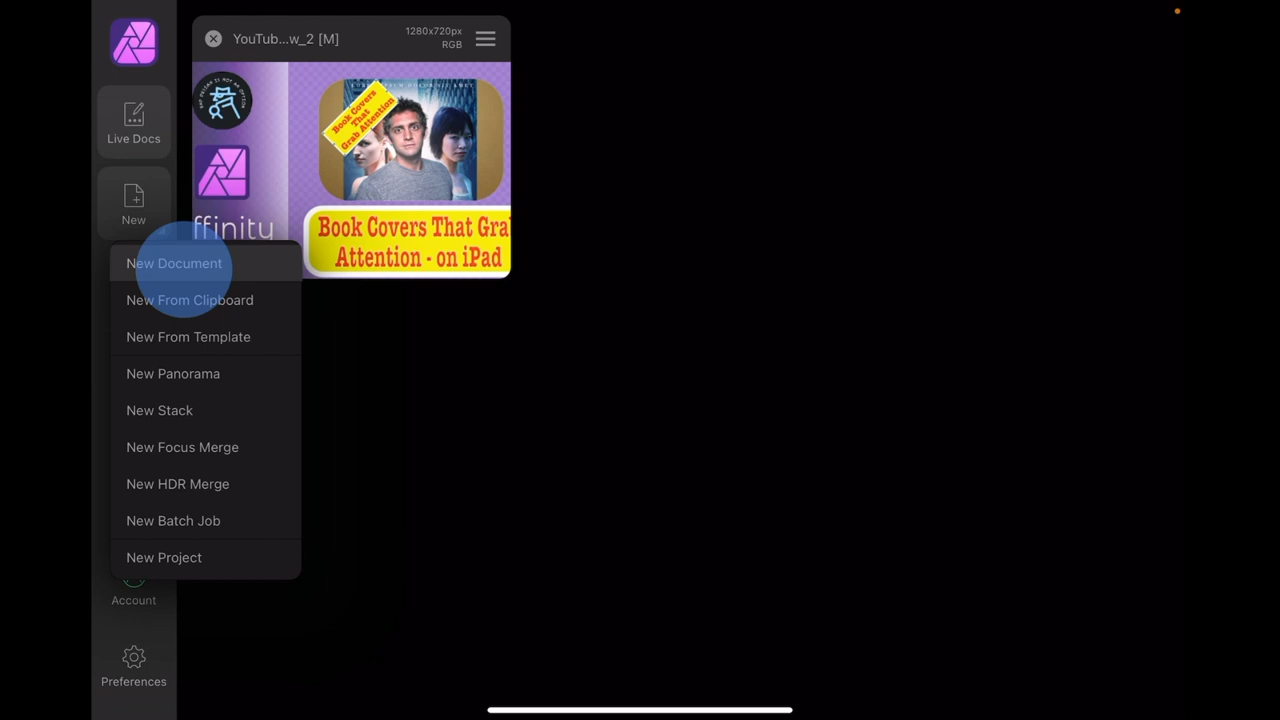 YouTub...w_2 [M]
1280x720px
RGB
Live Docs
New
Book Covers
That
Grab Attention
ffinity
Book Covers That Gra
Attention - on iPad
New Document
New From Clipboard
New From Template
New Panorama
New Stack
New Focus Merge
New HDR Merge
New Batch Job
New Project
Account
Preferences